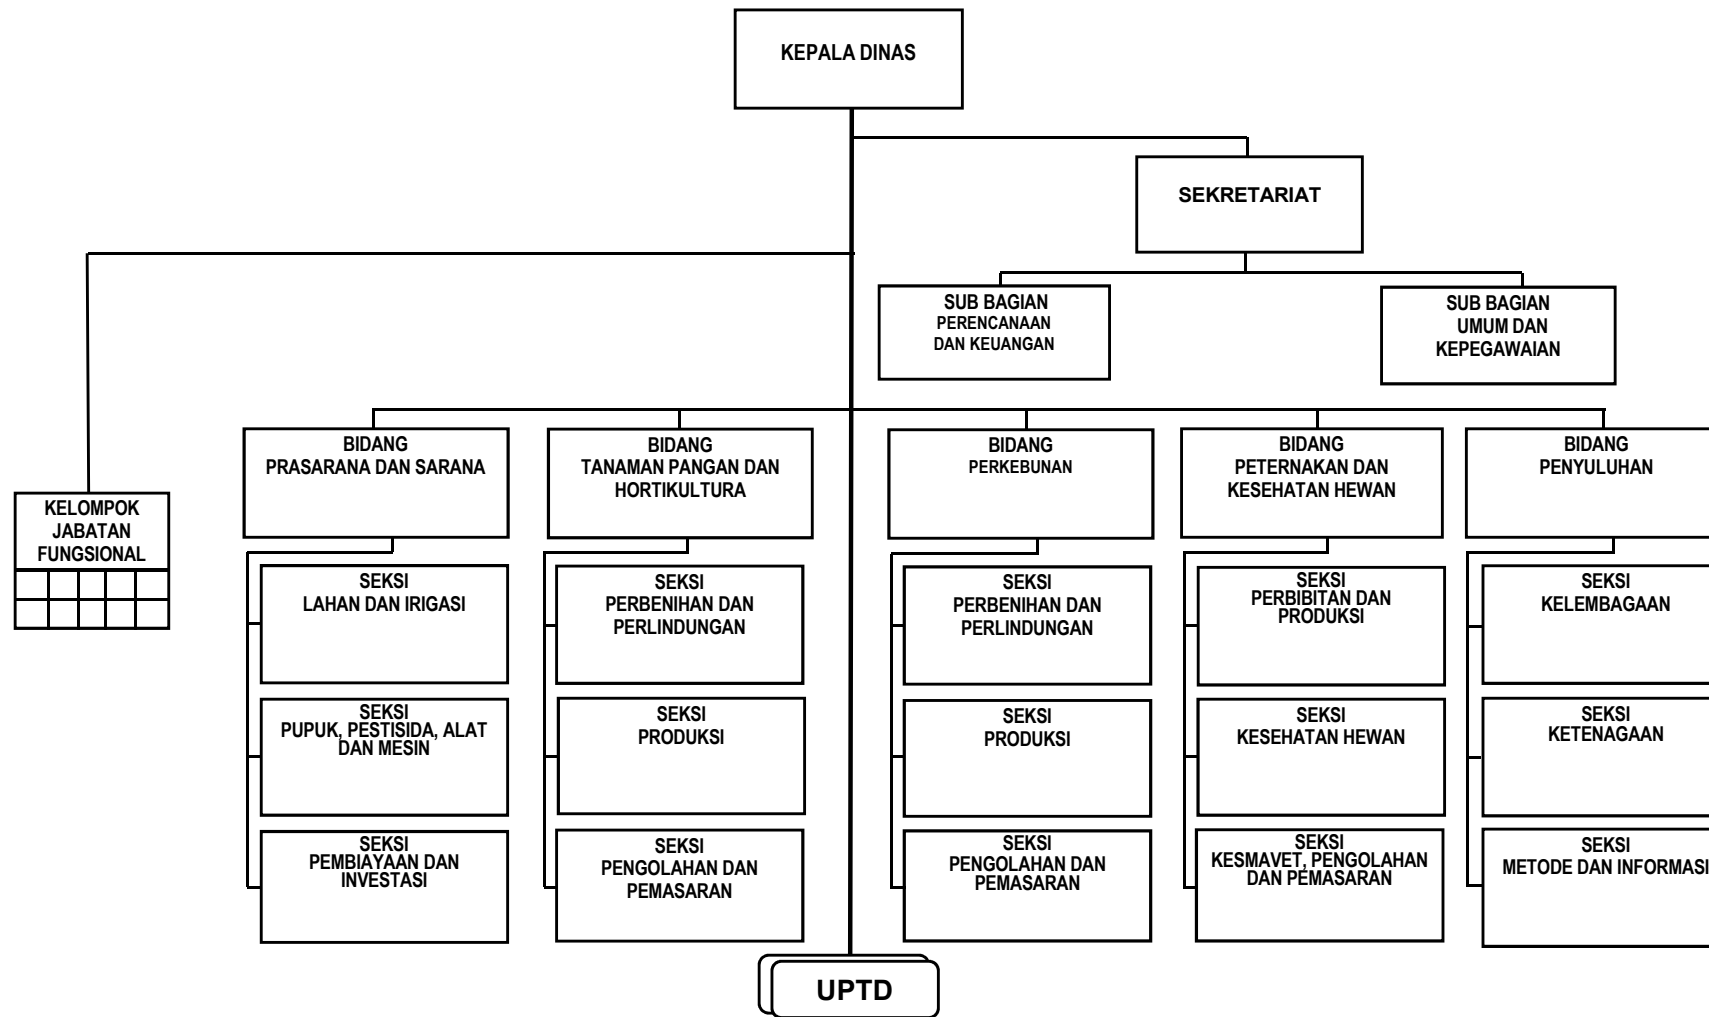 KEPALA DINAS
SEKRETARIAT
SUB BAGIAN
PERENCANAAN
DAN KEUANGAN
SUB BAGIAN
UMUM DAN
KEPEGAWAIAN
BIDANG
PRASARANA DAN SARANA
BIDANG
TANAMAN PANGAN DAN
HORTIKULTURA
BIDANG
PERKEBUNAN
BIDANG
PETERNAKAN DAN
KESEHATAN HEWAN
BIDANG
PENYULUHAN
KELOMPOK
JABATAN
FUNGSIONAL
SEKSI
LAHAN DAN IRIGASI
SEKSI
PERBENIHAN DAN
PERLINDUNGAN
SEKSI
PERBENIHAN DAN
PERLINDUNGAN
SEKSI
PERBIBITAN DAN
PRODUKSI
SEKSI
KELEMBAGAAN
SEKSI
PUPUK, PESTISIDA, ALAT
DAN MESIN
SEKSI
PRODUKSI
SEKSI
PRODUKSI
SEKSI
KESEHATAN HEWAN
SEKSI
KETENAGAAN
SEKSI
PEMBIAYAAN DAN
INVESTASI
SEKSI
PENGOLAHAN DAN
PEMASARAN
SEKSI
PENGOLAHAN DAN
PEMASARAN
SEKSI
KESMAVET, PENGOLAHAN
DAN PEMASARAN
SEKSI
METODE DAN INFORMASI
UPTD